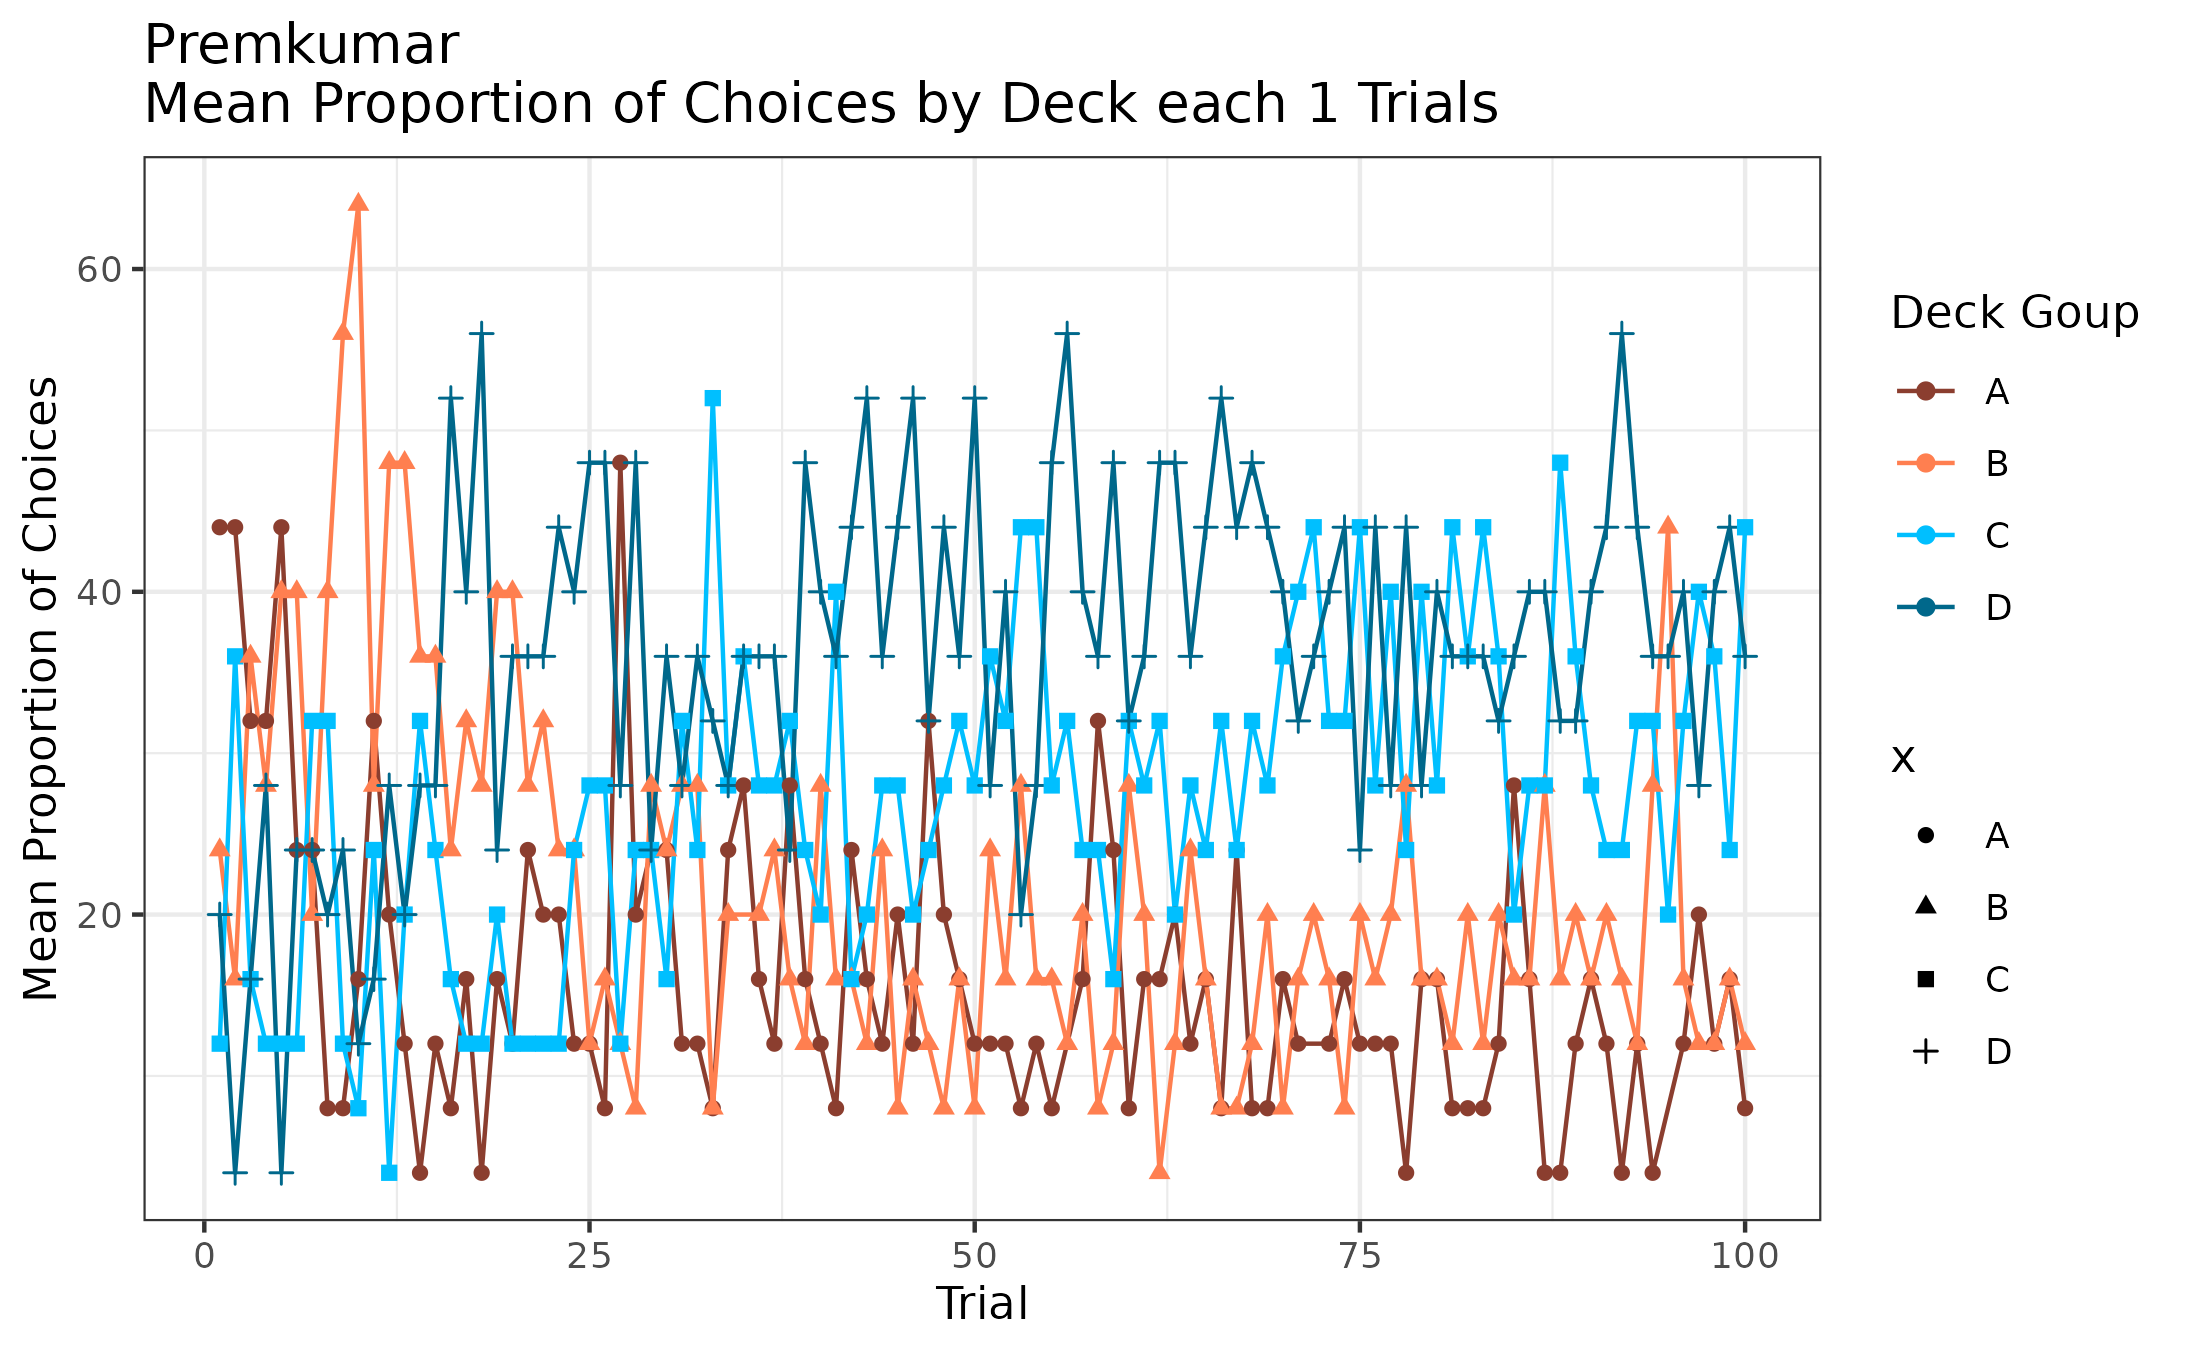 Premkumar
Mean Proportion of Choices by Deck each 1 Trials
Mean Proportion of Choices
60
40
20
0
25
50
75
100
Trial
Deck Goup
A
B
C
D
x
A
B
C
D